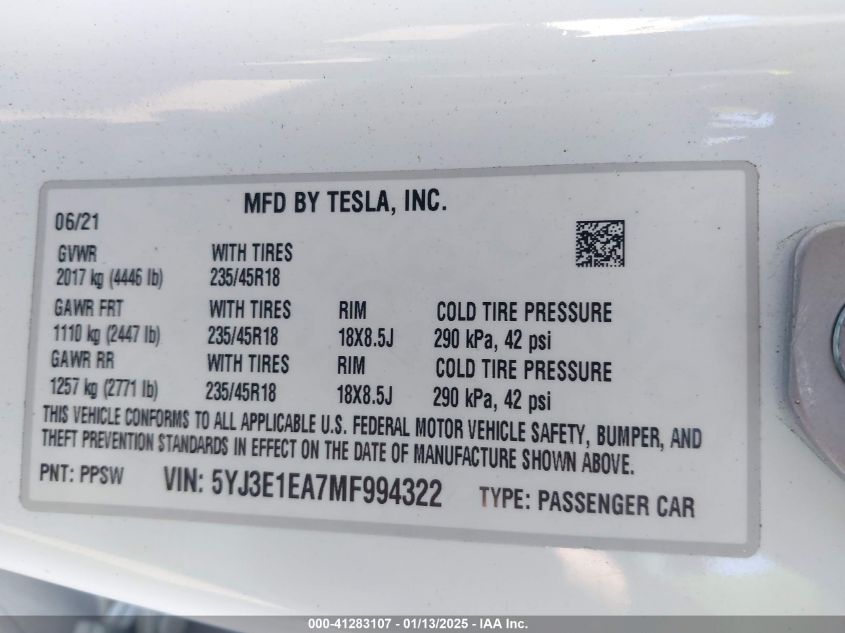 MFD BY TESLA, INC.
06/21
GVWR WITH TIRES
2017 kg (4446 lb) 235/45R18
GAWR FRT WITH TIRES RIM COLD TIRE PRESSURE
1110 kg (2447 lb) 235/45R18 18X8.5J 290 kPa, 42 psi
GAWR RR WITH TIRES RIM COLD TIRE PRESSURE
1257 kg (2771 lb) 235/45R18 18X8.5J 290 kPa, 42 psi
THIS VEHICLE CONFORMS TO ALL APPLICABLE U.S. FEDERAL MOTOR VEHICLE SAFETY, BUMPER, AND
THEFT PREVENTION STANDARDS IN EFFECT ON THE DATE OF MANUFACTURE SHOWN ABOVE.
PNT: PPSW VIN: 5YJ3E1EA7MF994322 TYPE: PASSENGER CAR
000-41283107 - 01/13/2025 - IAA Inc.